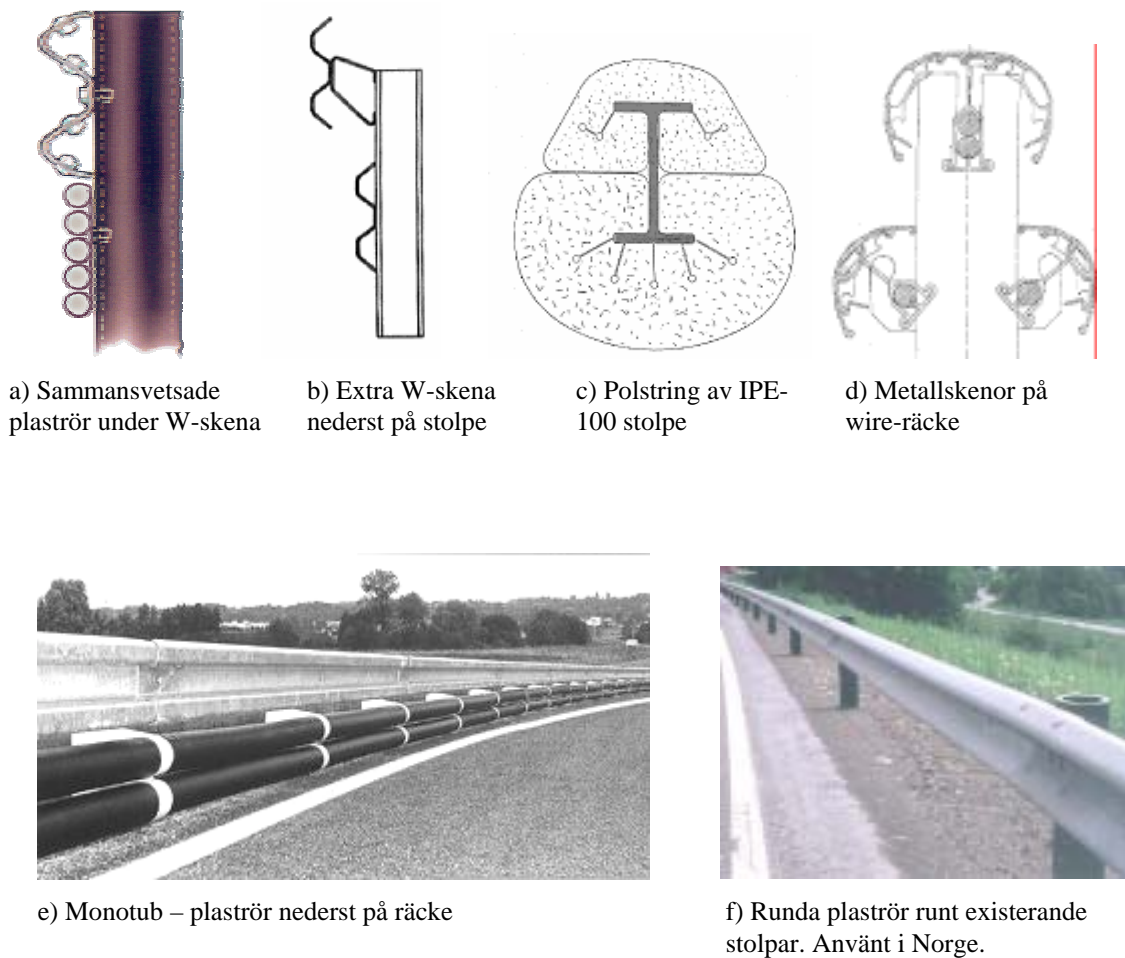 a) Sammansvetsade
plaströr under W-skena
b) Extra W-skena
nederst på stolpe
c) Polstring av IPE-
100 stolpe
d) Metallskenor på
wire-räcke
e) Monotub – plaströr nederst på räcke
f) Runda plaströr runt existerande
stolpar. Använt i Norge.